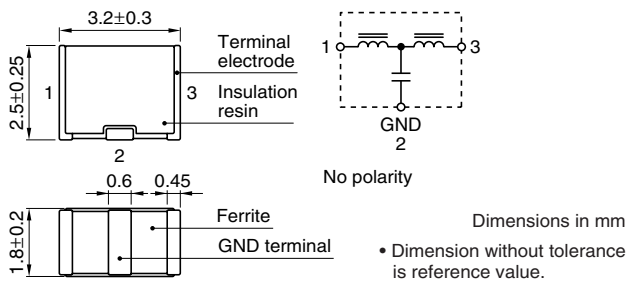 3.2±0.3
2.5±0.25
1
3
2
Terminal
electrode
Insulation
resin
1
3
GND
2
No polarity
0.6
0.45
1.8±0.2
Ferrite
GND terminal
Dimensions in mm
• Dimension without tolerance
is reference value.